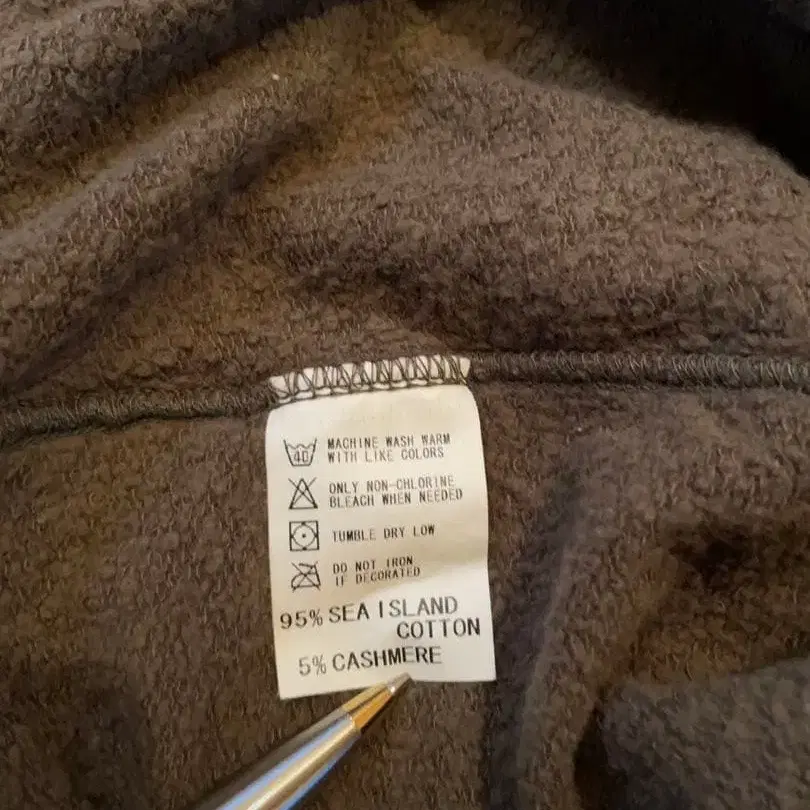 40
MACHINE WASH WARM
WITH LIKE COLORS
ONLY NON-CHLORINE
BLEACH WHEN NEEDED
TUMBLE DRY LOW
DO NOT IRON
IF DECORATED
95% SEA ISLAND
COTTON
5% CASHMERE